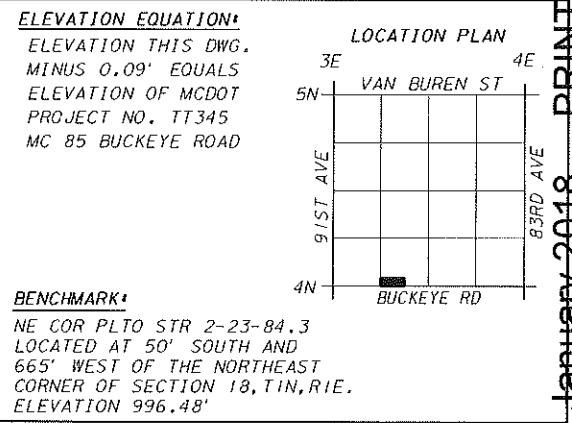 ELEVATION EQUATION:
ELEVATION THIS DWG.
MINUS 0.09' EQUALS
ELEVATION OF MCDOT
PROJECT NO. TT345
MC 85 BUCKEYE ROAD
LOCATION PLAN
3E 4E
VAN BUREN ST
5N
91ST AVE
83RD AVE
4N
BUCKEYE RD
BENCHMARK:
NE COR PLTO STR 2-23-84.3
LOCATED AT 50' SOUTH AND
665' WEST OF THE NORTHEAST
CORNER OF SECTION 18, T1N, R1E.
ELEVATION 996.48'
January 2018 PRINT